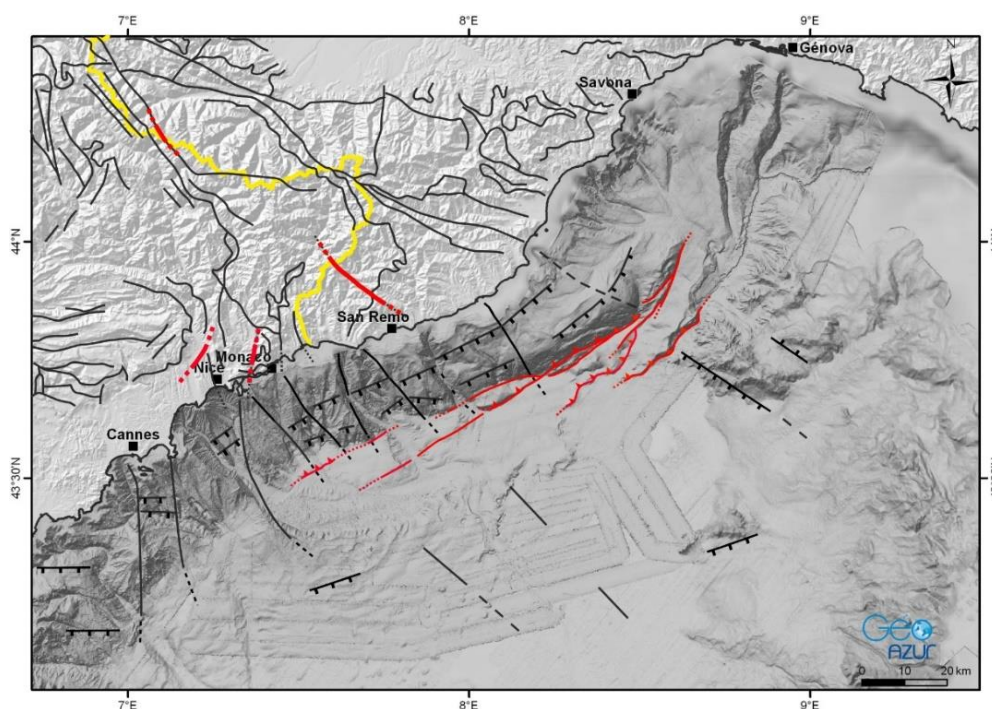 7°E 8°E 9°E
N
Génova
Savona
44°N
San Remo
Monaco
Nice
Cannes
43°30'N
GEO
AZUR
0 10 20 km
7°E 8°E 9°E